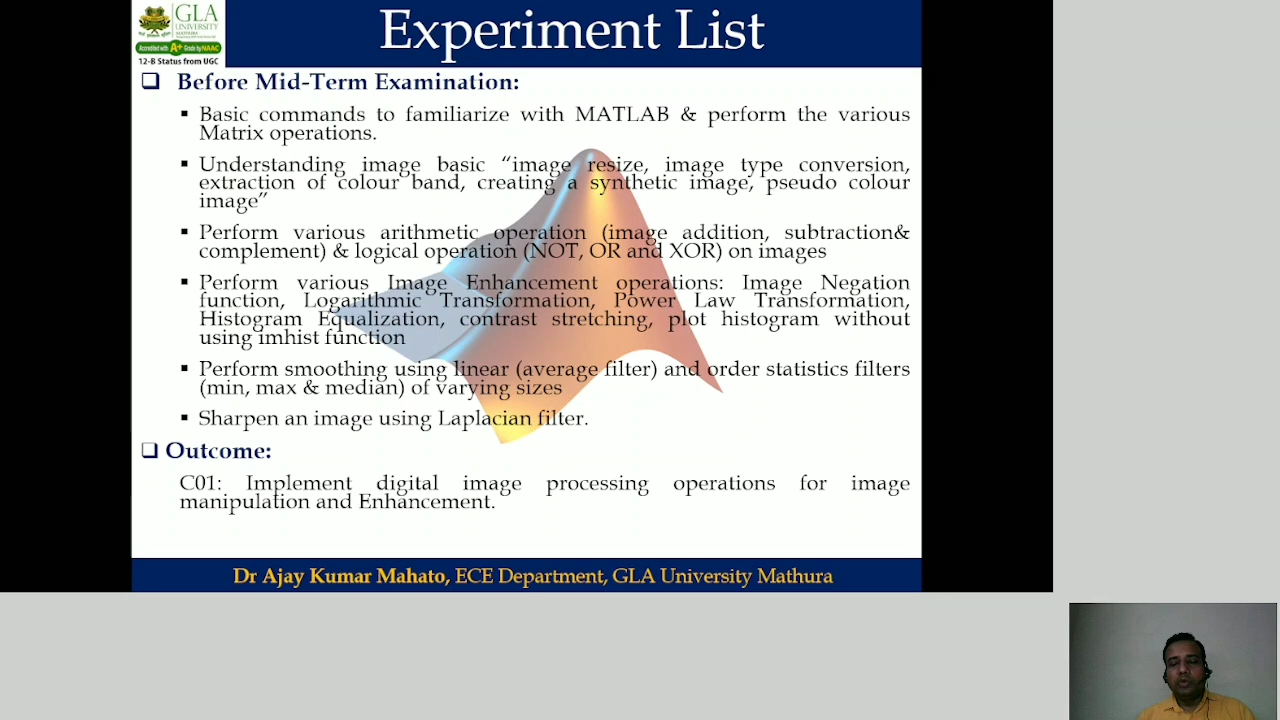 GLA
UNIVERSITY
MATHURA
Accredited with A+ Grade by NAAC
12-B Status from UGC
Experiment List
Before Mid-Term Examination:
Basic commands to familiarize with MATLAB & perform the various
Matrix operations.
Understanding image basic “image resize, image type conversion,
extraction of colour band, creating a synthetic image, pseudo colour
image”
Perform various arithmetic operation (image addition, subtraction&
complement) & logical operation (NOT, OR and XOR) on images
Perform various Image Enhancement operations: Image Negation
function, Logarithmic Transformation, Power Law Transformation,
Histogram Equalization, contrast stretching, plot histogram without
using imhist function
Perform smoothing using linear (average filter) and order statistics filters
(min, max & median) of varying sizes
Sharpen an image using Laplacian filter.
Outcome:
C01: Implement digital image processing operations for image
manipulation and Enhancement.
Dr Ajay Kumar Mahato, ECE Department, GLA University Mathura